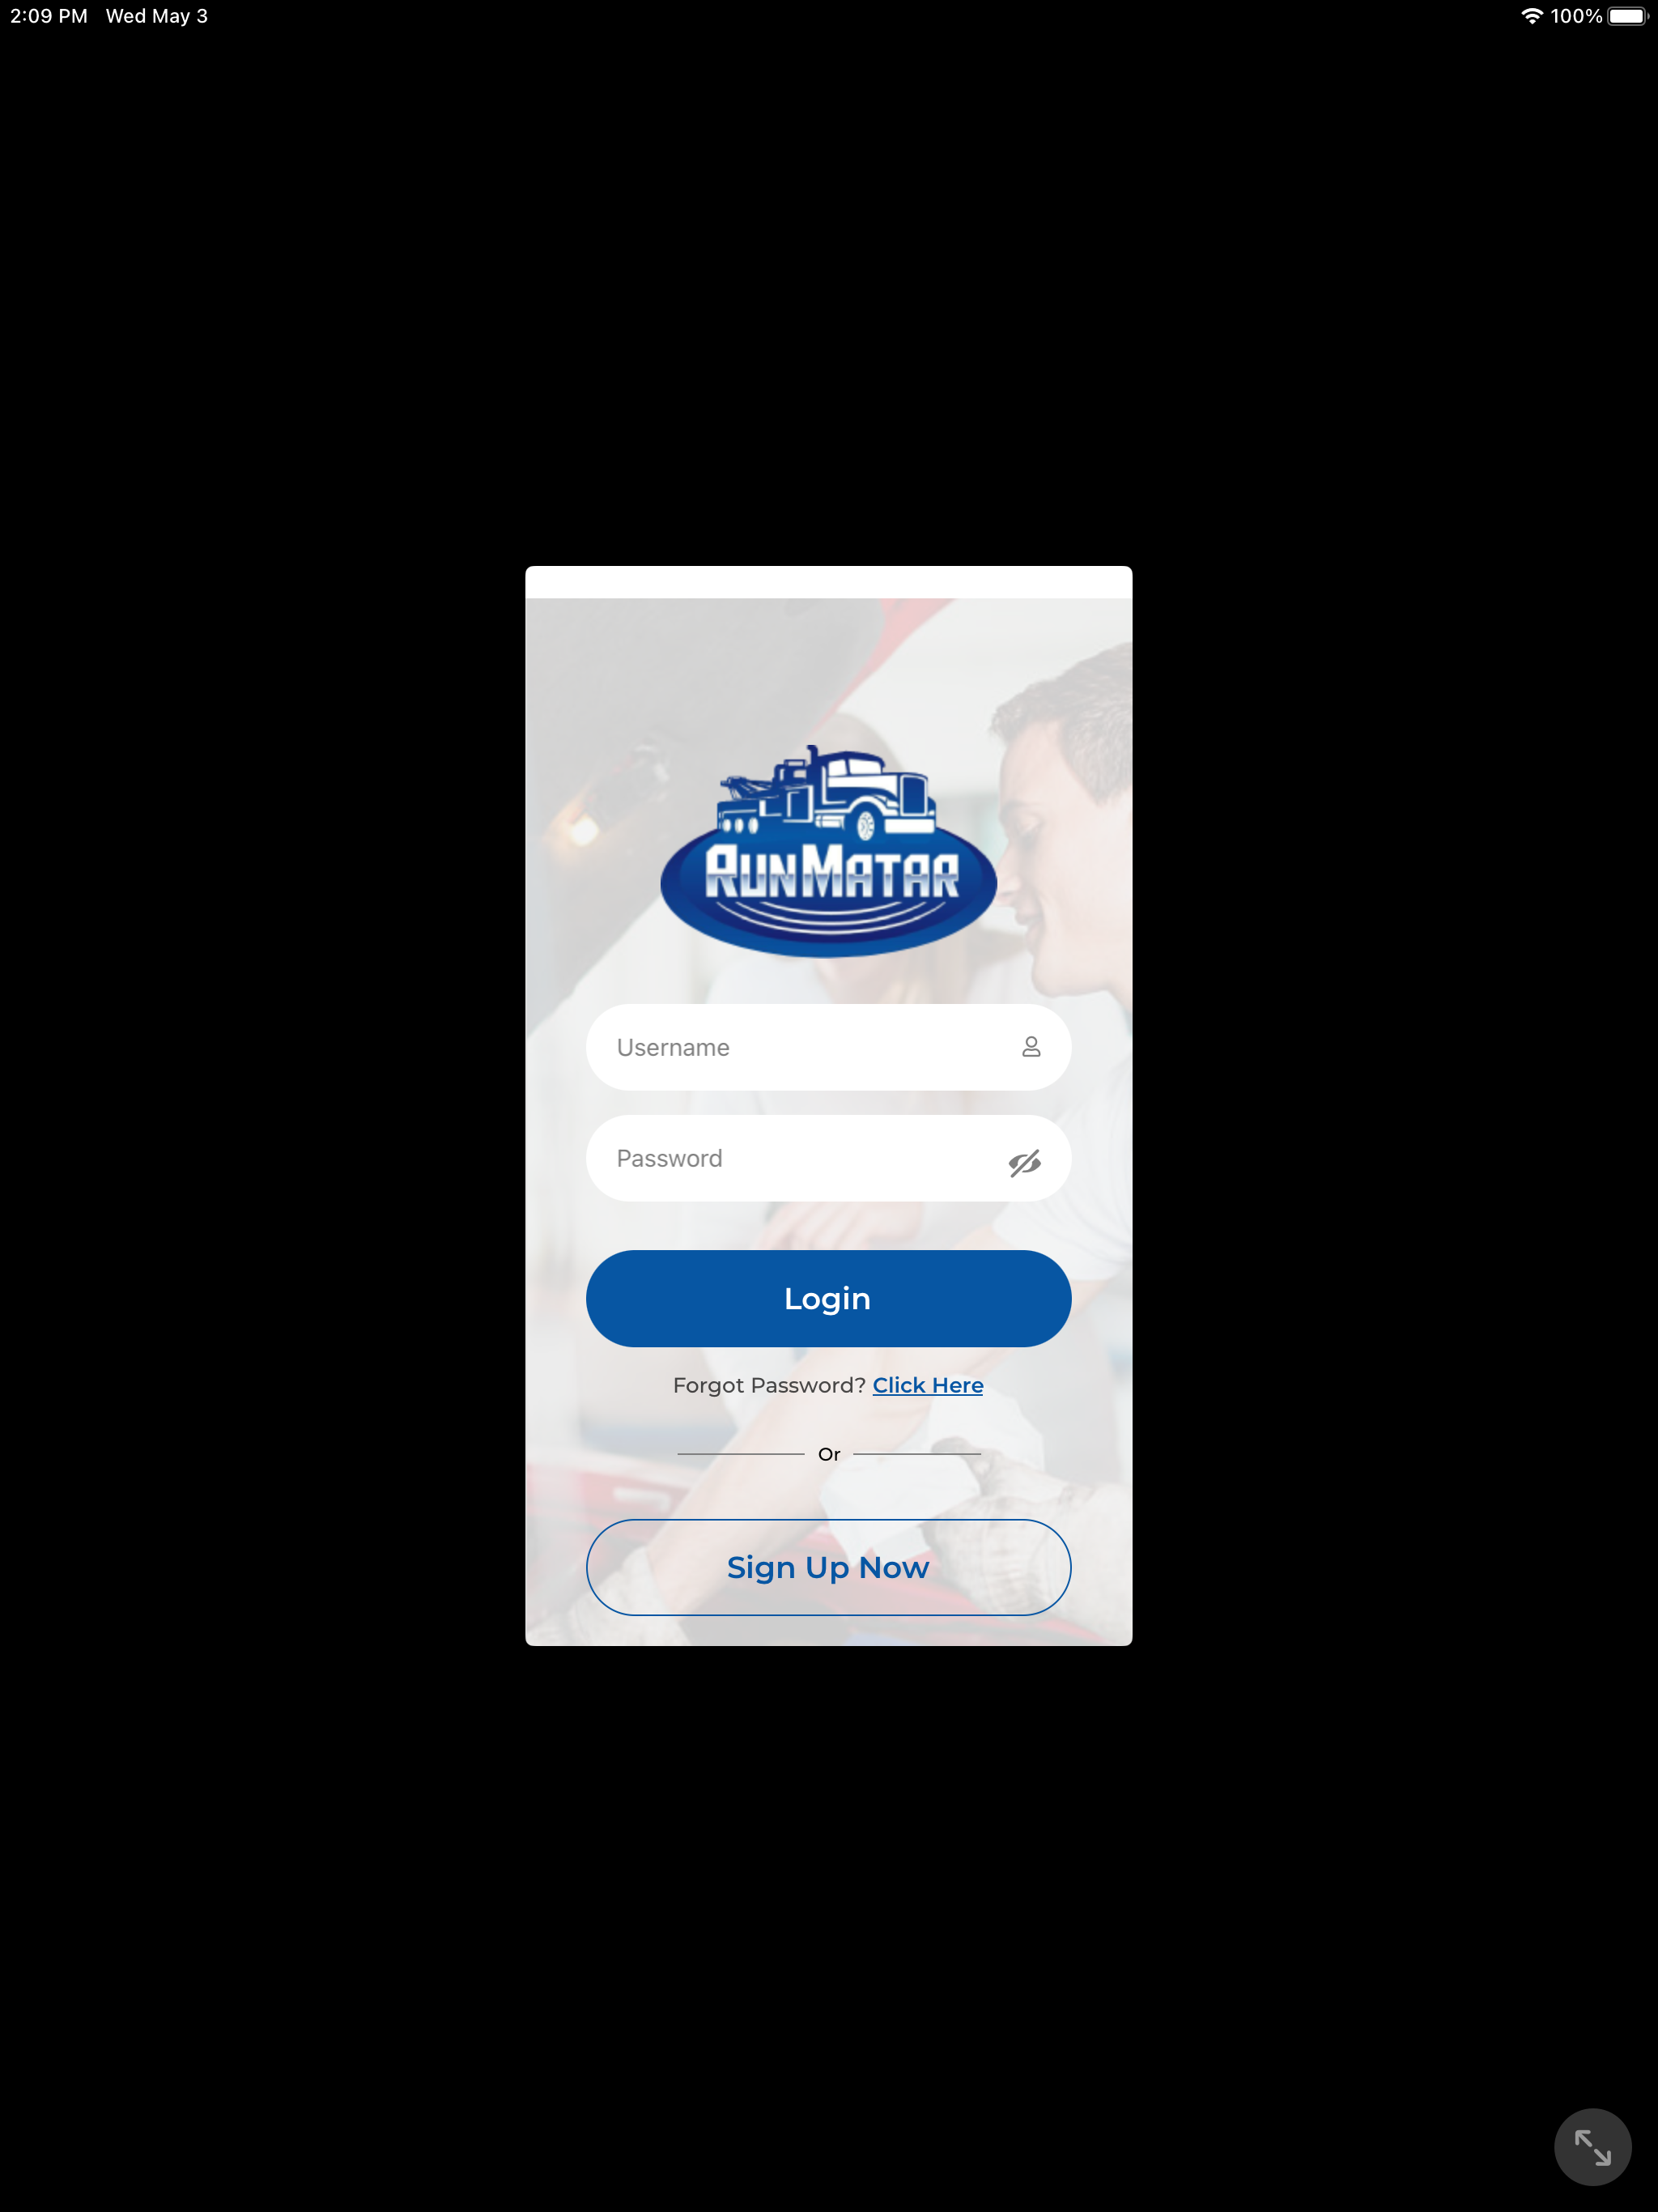 2:09 PM Wed May 3
100%
RUNMATAR
Username
Password
Login
Forgot Password? Click Here
Or
Sign Up Now